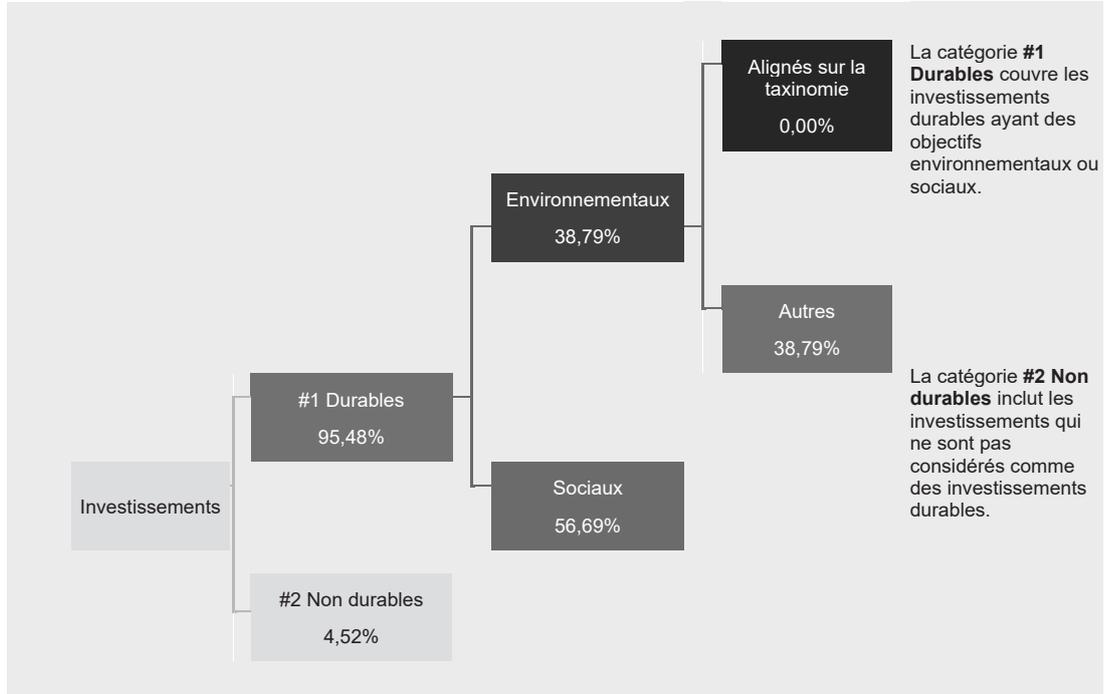 Alignés sur la
taxinomie
0,00%
La catégorie #1
Durables couvre les
investissements
durables ayant des
objectifs
environnementaux ou
sociaux.
Environnementaux
38,79%
Autres
38,79%
La catégorie #2 Non
durables inclut les
investissements qui
ne sont pas
considérés comme
des investissements
durables.
#1 Durables
95,48%
Investissements
Sociaux
56,69%
#2 Non durables
4,52%